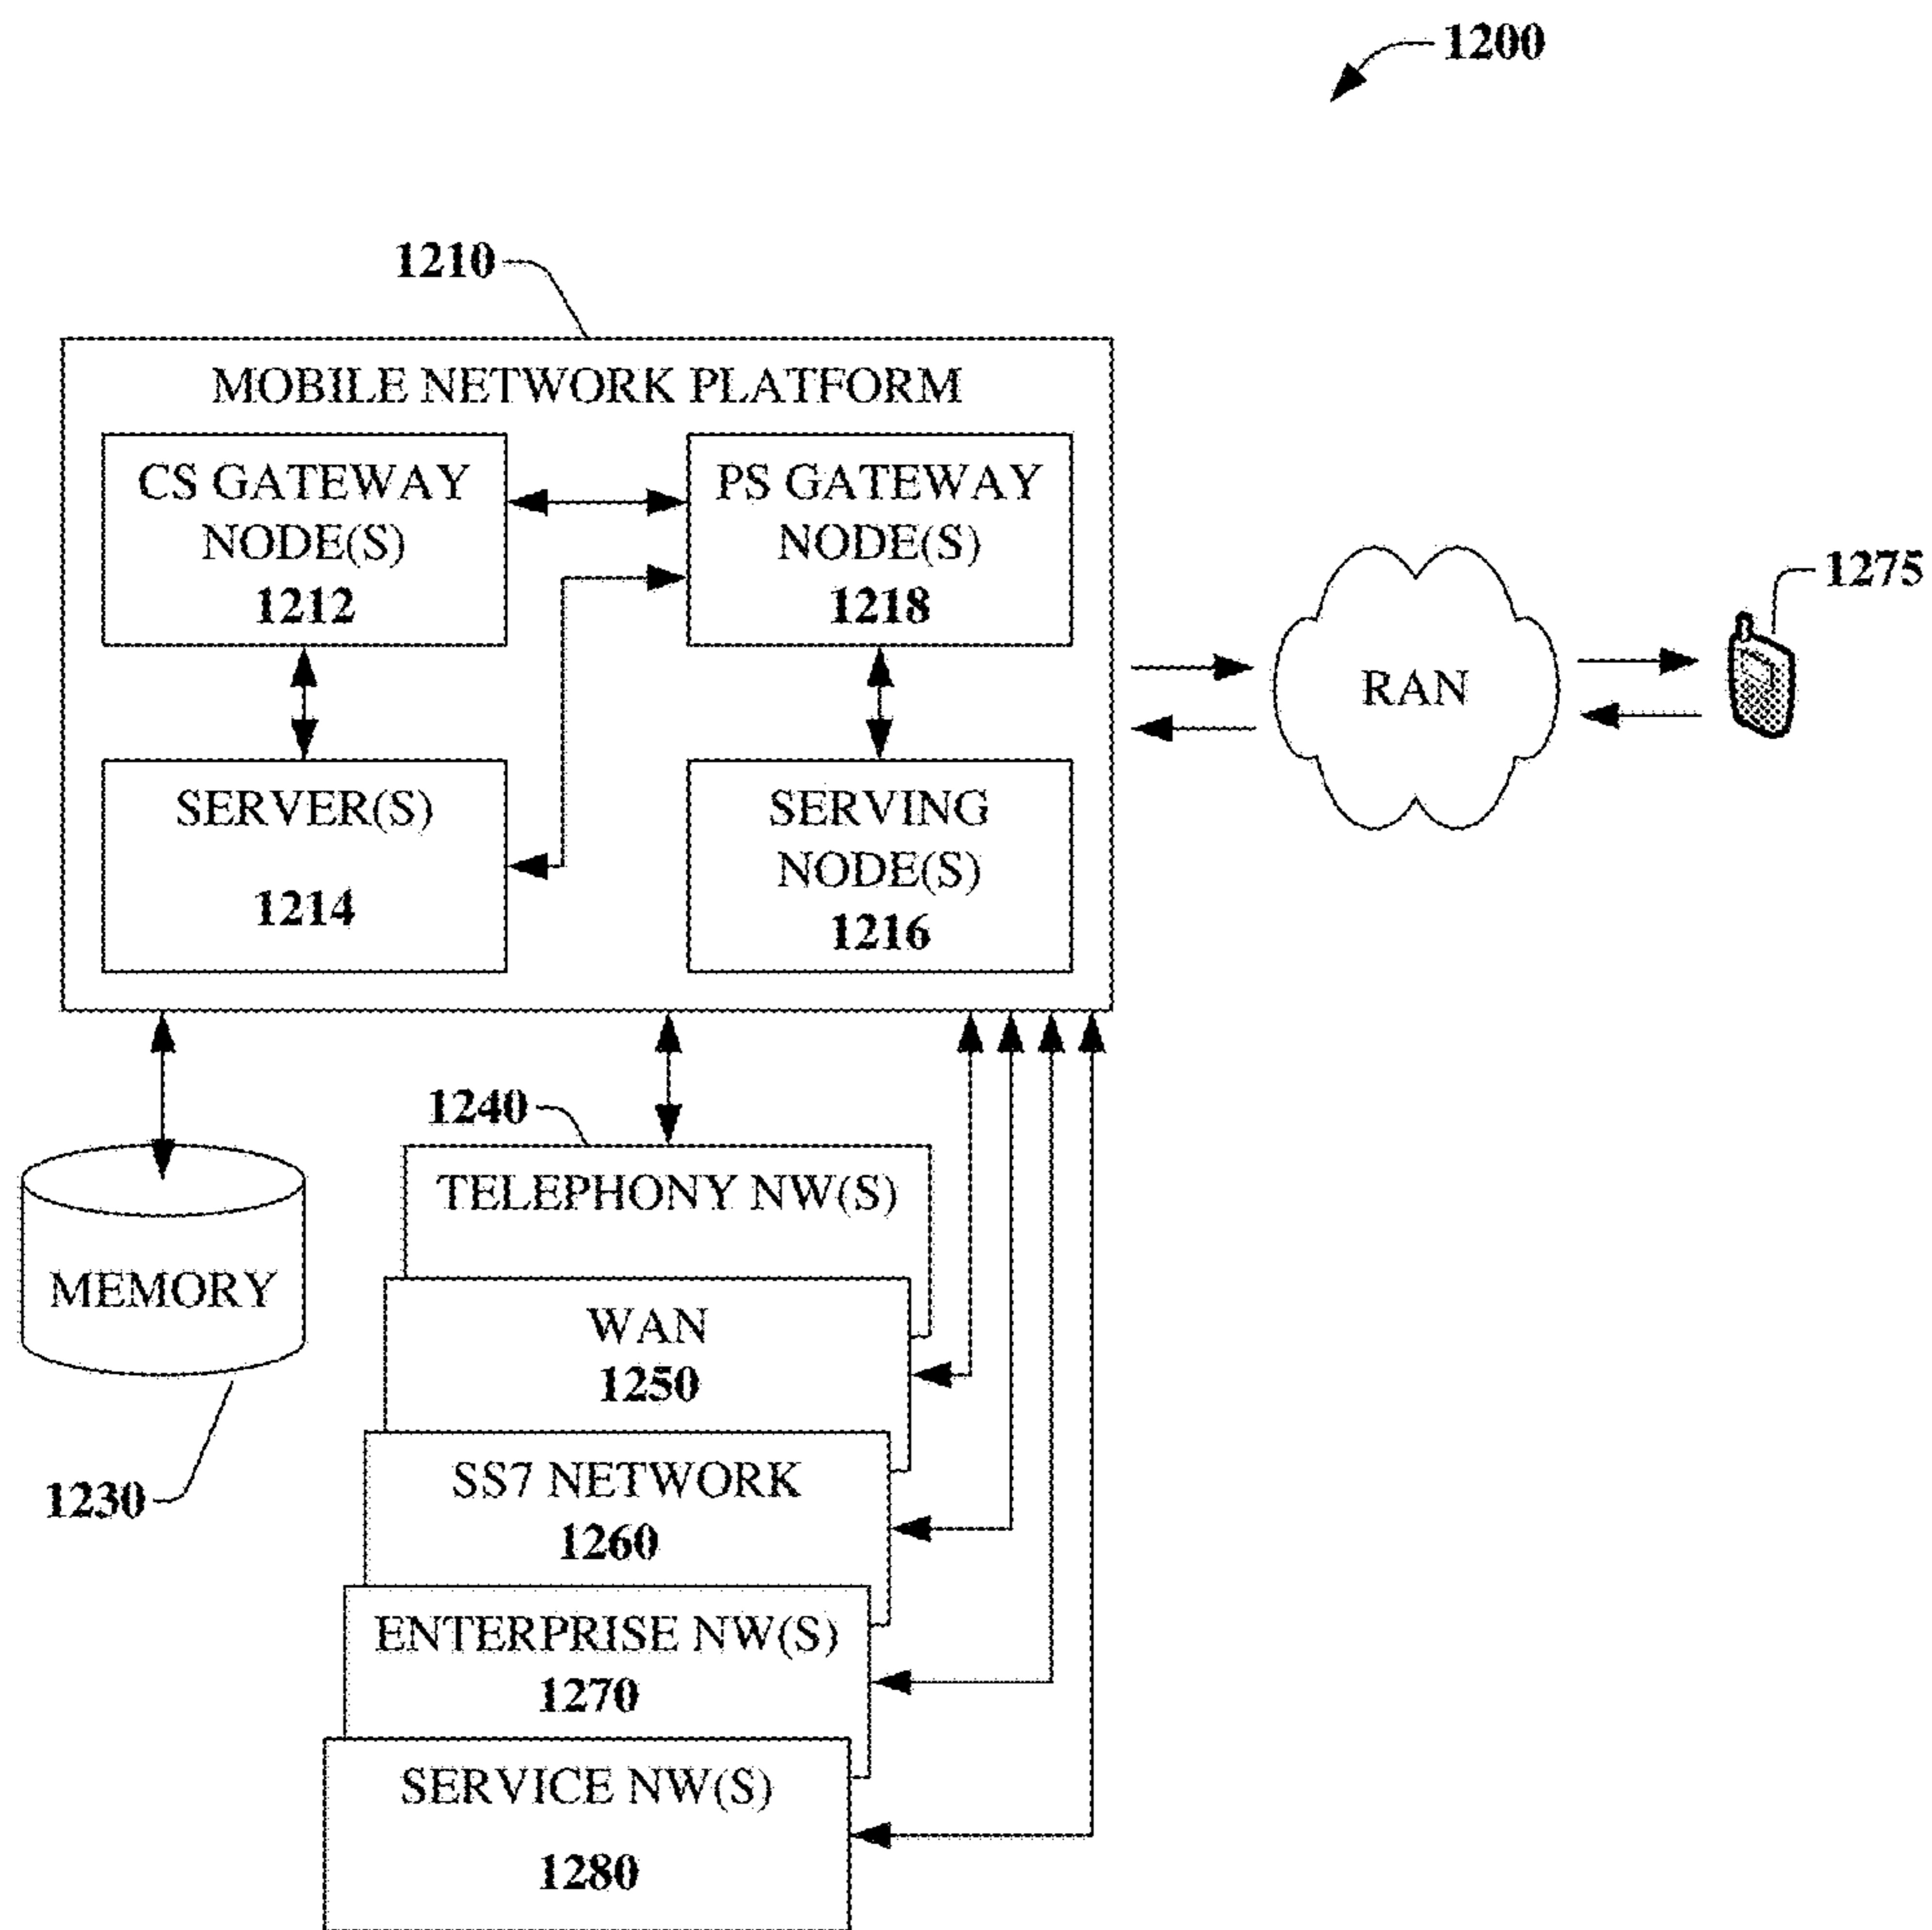 1200
1210
MOBILE NETWORK PLATFORM
CS GATEWAY
NODE(S)
1212
PS GATEWAY
NODE(S)
1218
SERVER(S)
1214
SERVING
NODE(S)
1216
RAN
1275
1240
TELEPHONY NW(S)
MEMORY
1230
WAN
1250
SS7 NETWORK
1260
ENTERPRISE NW(S)
1270
SERVICE NW(S)
1280